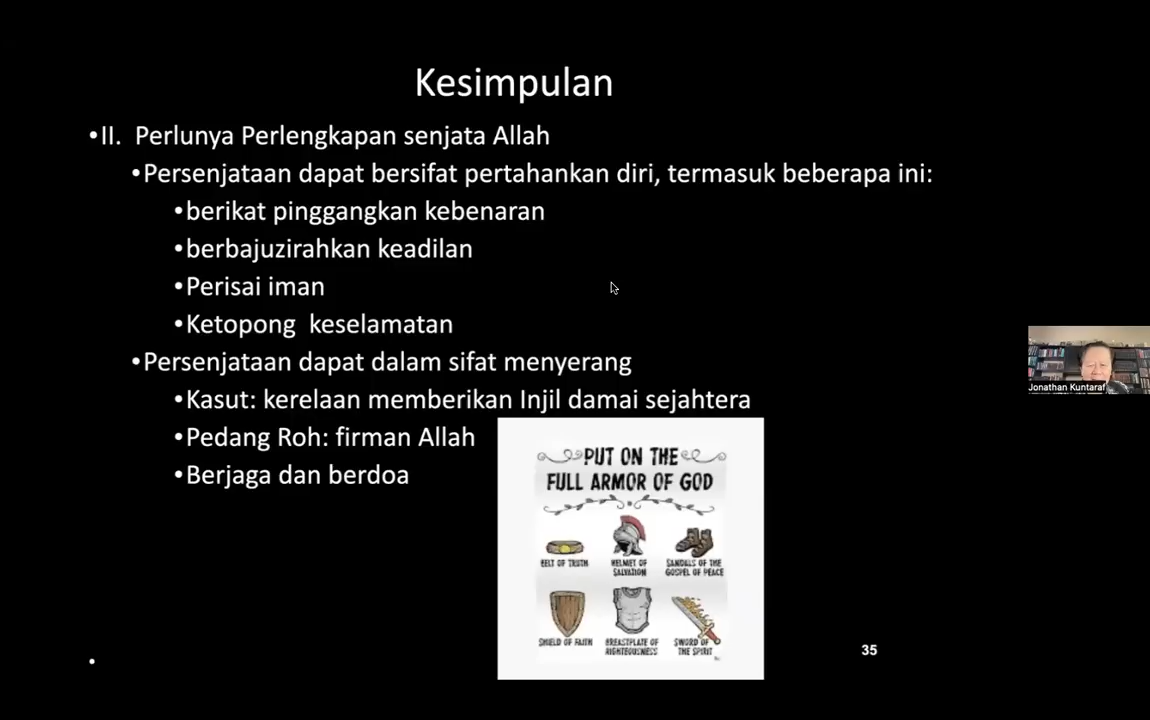 Kesimpulan
•II. Perlunya Perlengkapan senjata Allah
•Persenjataan dapat bersifat pertahankan diri, termasuk beberapa ini:
•berikat pinggangkan kebenaran
•berbajuzirahkan keadilan
•Perisai iman
•Ketopong keselamatan
•Persenjataan dapat dalam sifat menyerang
•Kasut: kerelaan memberikan Injil damai sejahtera
•Pedang Roh: firman Allah
•Berjaga dan berdoa
PUT ON THE
FULL ARMOR OF GOD
BELT OF TRUTH
HELMET OF
SALVATION
SANDALS OF THE
GOSPEL OF PEACE
SHIELD OF FAITH
BREASTPLATE OF
RIGHTEOUSNESS
SWORD OF
THE SPIRIT
35
Jonathan Kuntaraf